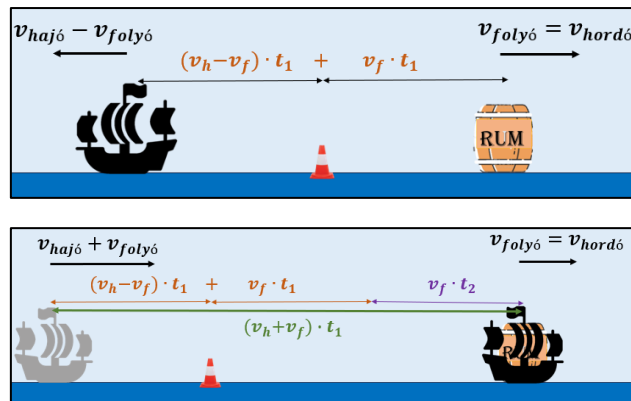 v_hajó − v_folyó
v_folyó = v_hordó
(v_h−v_f) · t_1 + v_f · t_1
RUM
v_hajó + v_folyó
v_folyó = v_hordó
(v_h−v_f) · t_1 + v_f · t_1 v_f · t_2
(v_h+v_f) · t_1